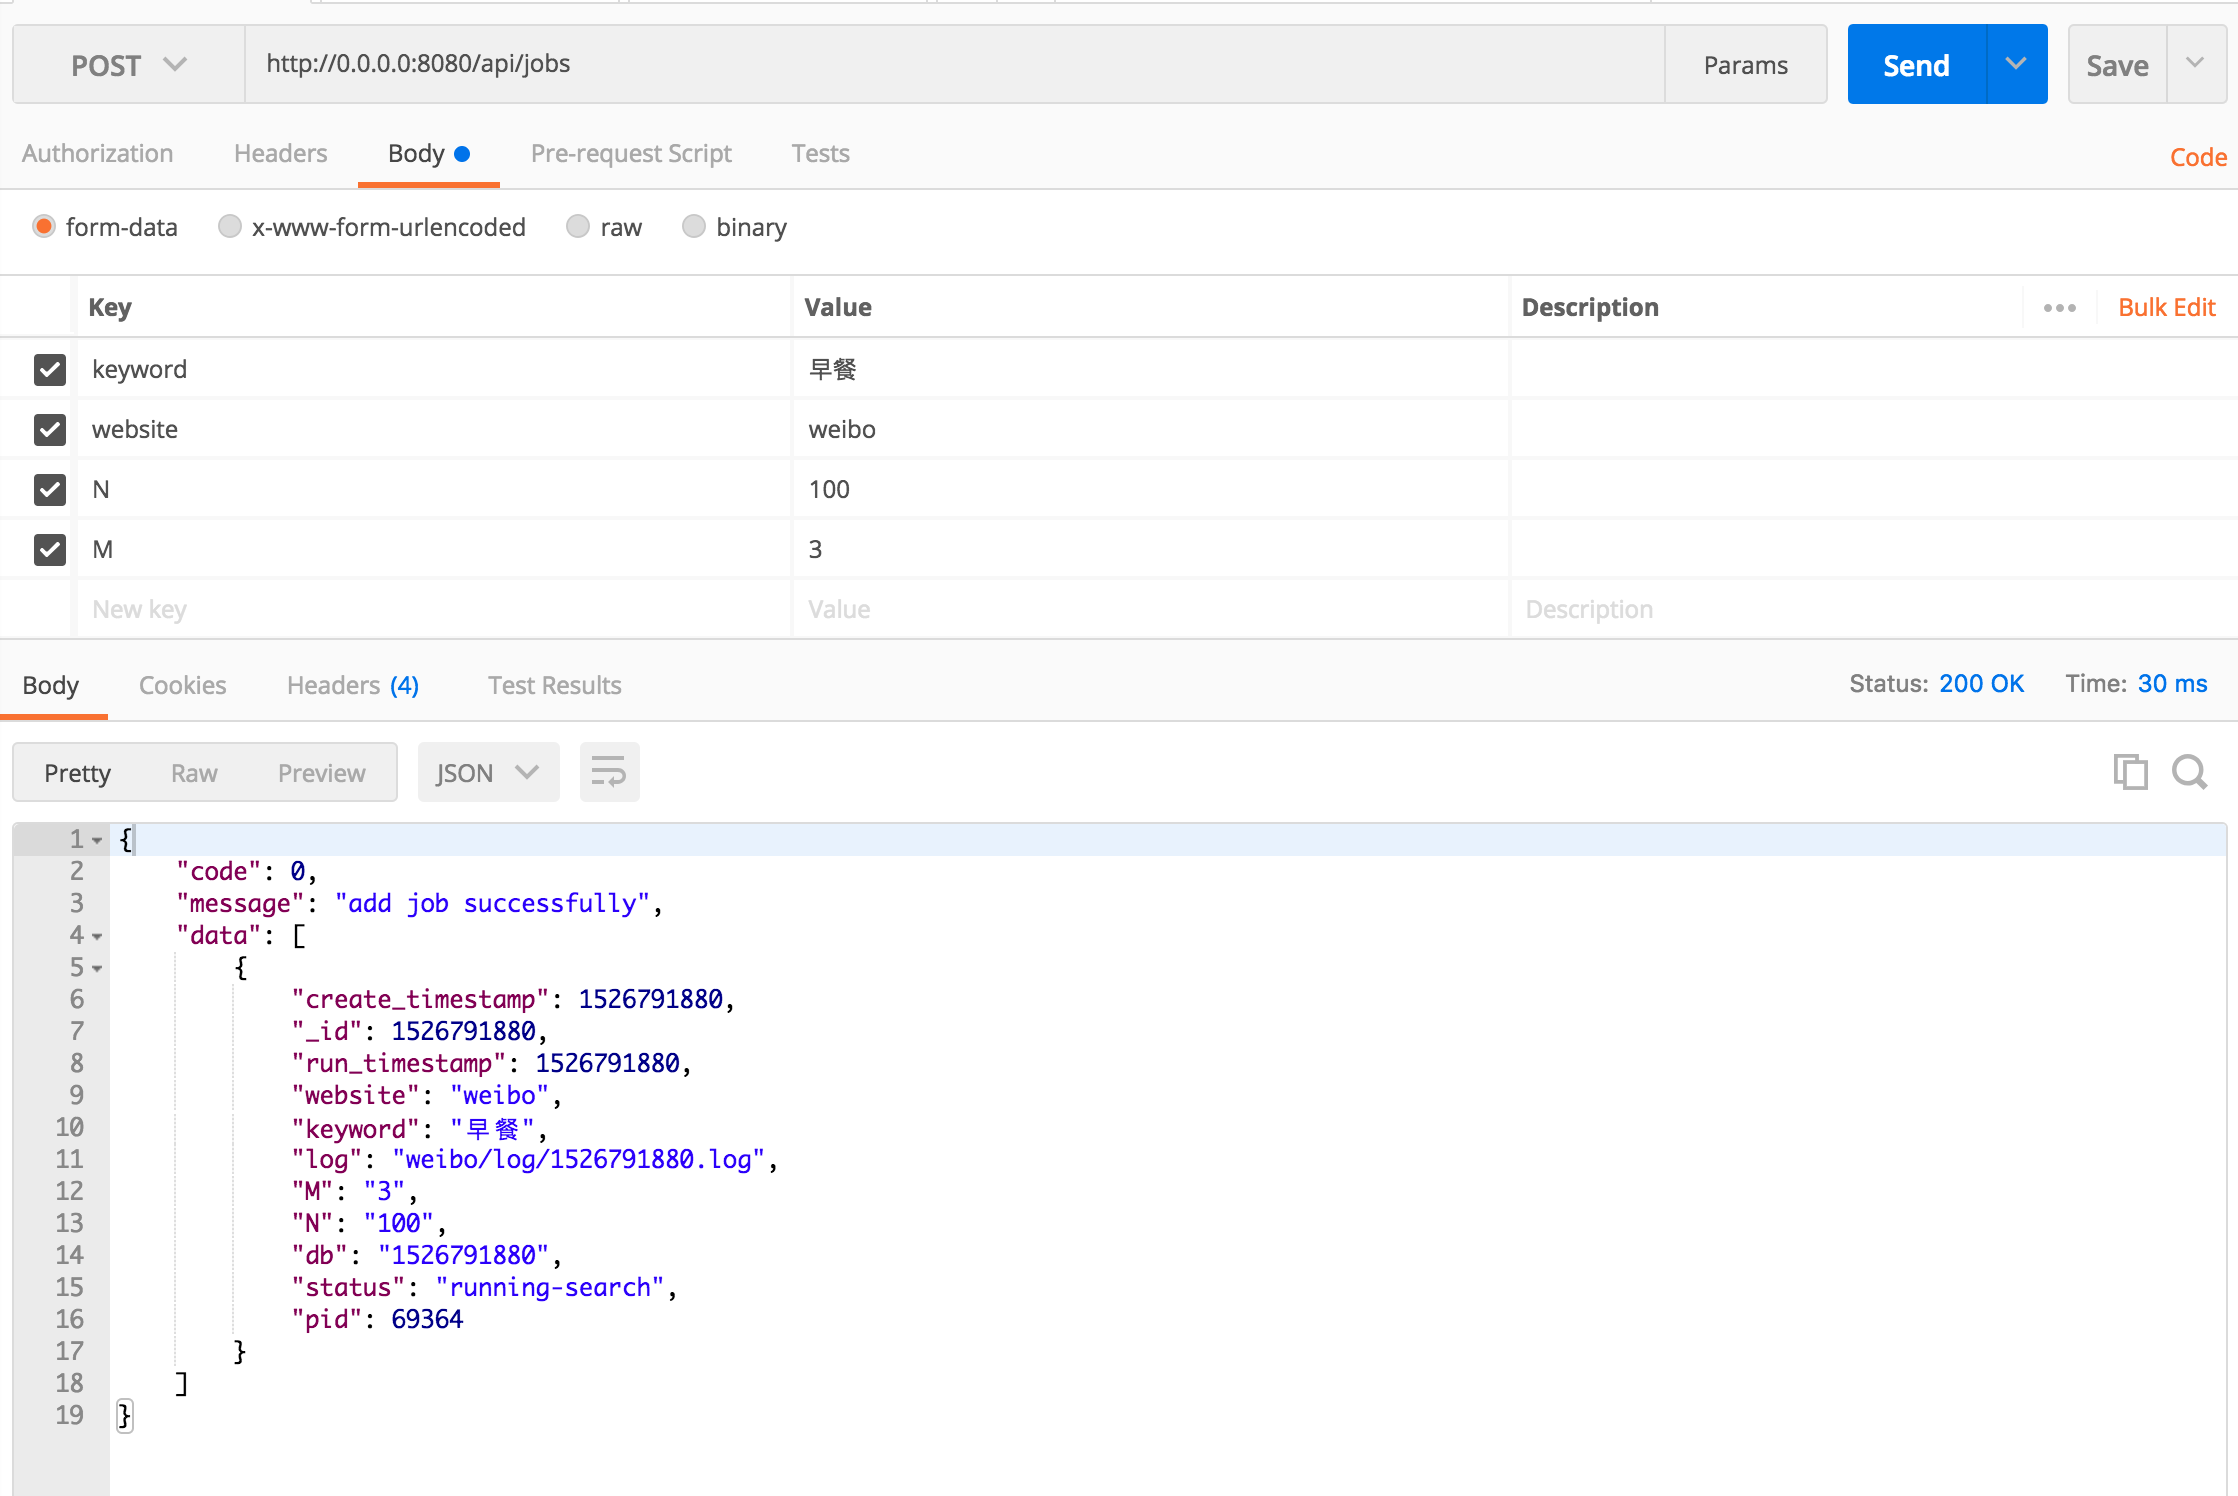 POST http://0.0.0.0:8080/api/jobs Params Send Save
Authorization Headers Body Pre-request Script Tests Code
form-data x-www-form-urlencoded raw binary
Key Value Description ••• Bulk Edit
keyword 早餐
website weibo
N 100
M 3
New key Value Description
Body Cookies Headers (4) Test Results Status: 200 OK Time: 30 ms
Pretty Raw Preview JSON
1 {
2 "code": 0,
3 "message": "add job successfully",
4 "data": [
5 {
6 "create_timestamp": 1526791880,
7 "_id": 1526791880,
8 "run_timestamp": 1526791880,
9 "website": "weibo",
10 "keyword": "早餐",
11 "log": "weibo/log/1526791880.log",
12 "M": "3",
13 "N": "100",
14 "db": "1526791880",
15 "status": "running-search",
16 "pid": 69364
17 }
18 ]
19 }